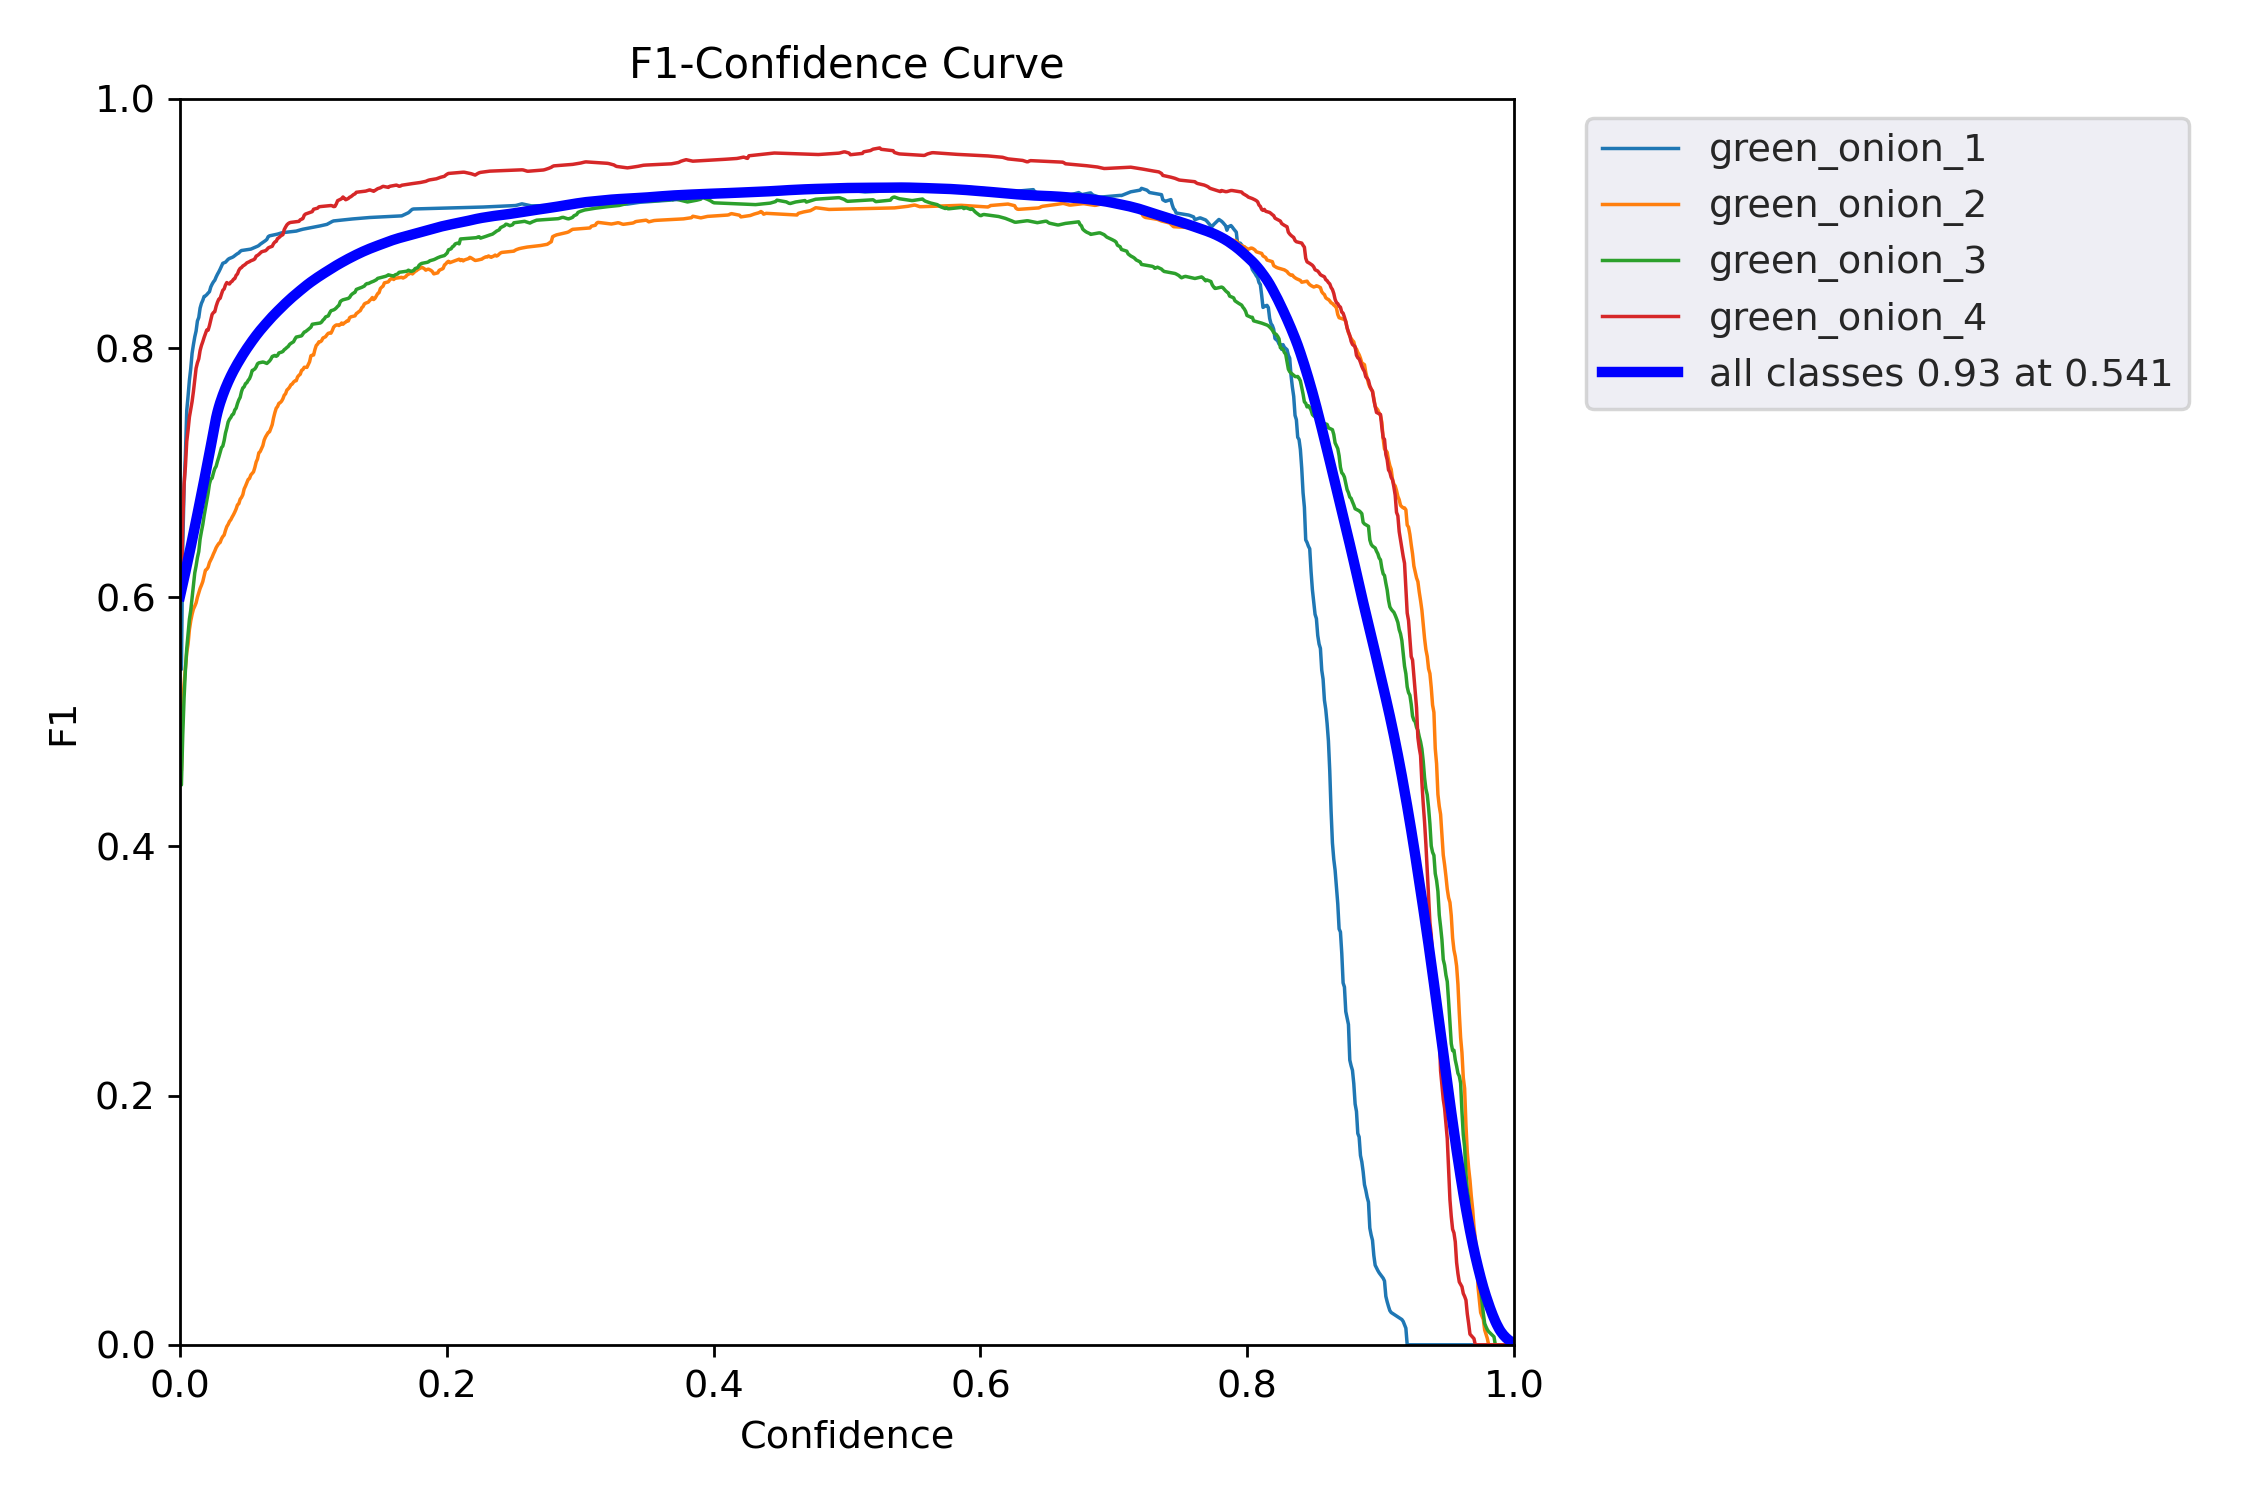 F1-Confidence Curve
1.0
0.8
0.6
0.4
0.2
0.0
F1
0.0 0.2 0.4 0.6 0.8 1.0
Confidence
green_onion_1
green_onion_2
green_onion_3
green_onion_4
all classes 0.93 at 0.541